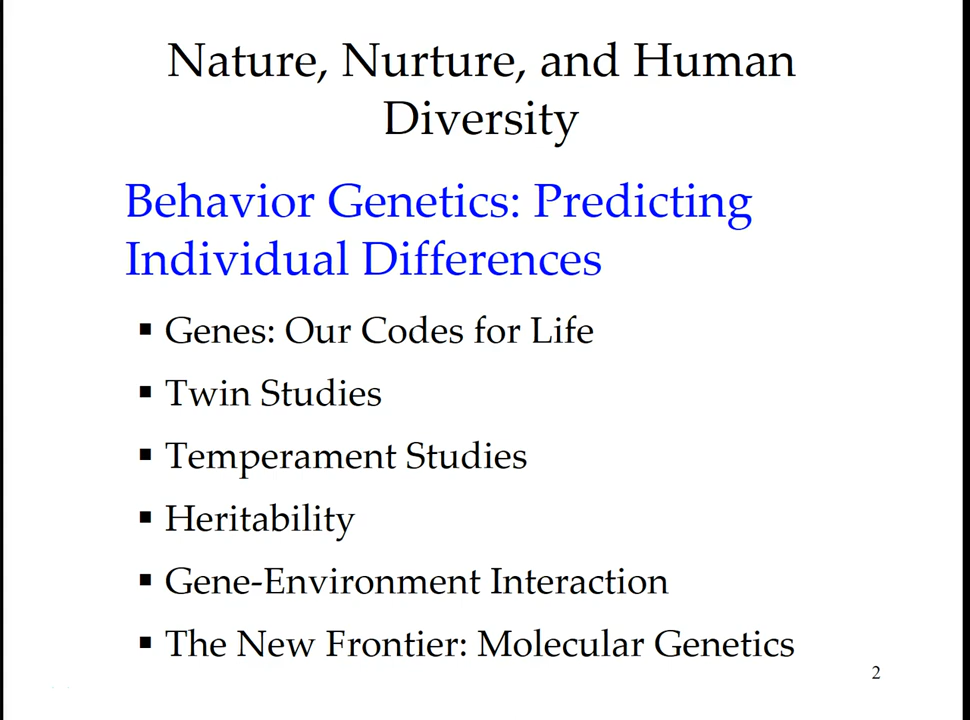 Nature, Nurture, and Human
Diversity
Behavior Genetics: Predicting
Individual Differences
▪ Genes: Our Codes for Life
▪ Twin Studies
▪ Temperament Studies
▪ Heritability
▪ Gene-Environment Interaction
▪ The New Frontier: Molecular Genetics
2